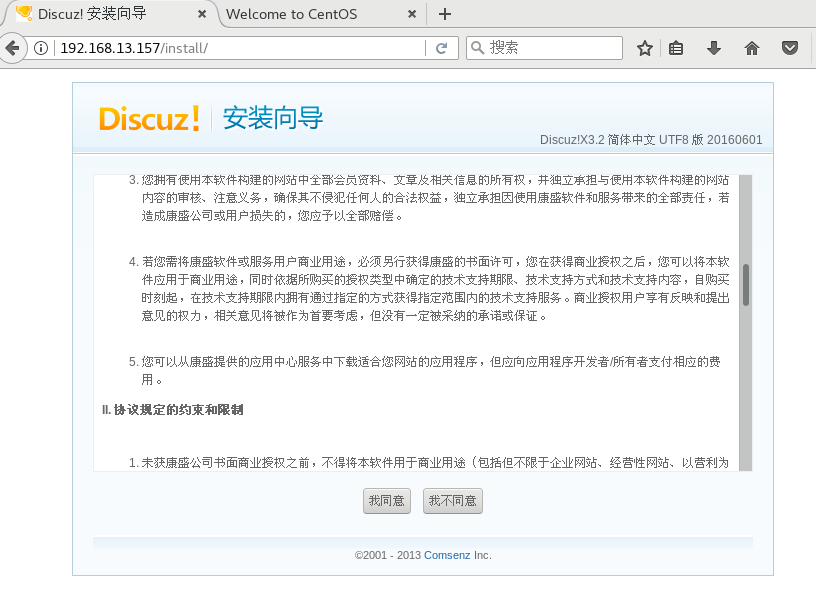 Discuz! 安装向导
Welcome to CentOS
192.168.13.157/install/
搜索
Discuz! 安装向导
Discuz!X3.2 简体中文 UTF8 版 20160601
3. 您拥有使用本软件构建的网站中全部会员资料、文章及相关信息的所有权，并独立承担与使用本软件构建的网站
内容的审核、注意义务，确保其不侵犯任何人的合法权益，独立承担因使用康盛软件和服务带来的全部责任，若
造成康盛公司或用户损失的，您应予以全部赔偿。
4. 若您需将康盛软件或服务用户商业用途，必须另行获得康盛的书面许可，您在获得商业授权之后，您可以将本软
件应用于商业用途，同时依据所购买的授权类型中确定的技术支持期限、技术支持方式和技术支持内容，自购买
时刻起，在技术支持期限内拥有通过指定的方式获得指定范围内的技术支持服务。商业授权用户享有反映和提出
意见的权力，相关意见将被作为首要考虑，但没有一定被采纳的承诺或保证。
5. 您可以从康盛提供的应用中心服务中下载适合您网站的应用程序，但应向应用程序开发者/所有者支付相应的费
用。
II. 协议规定的约束和限制
1. 未获康盛公司书面商业授权之前，不得将本软件用于商业用途（包括但不限于企业网站、经营性网站、以营利为
我同意 我不同意
©2001 - 2013 Comsenz Inc.